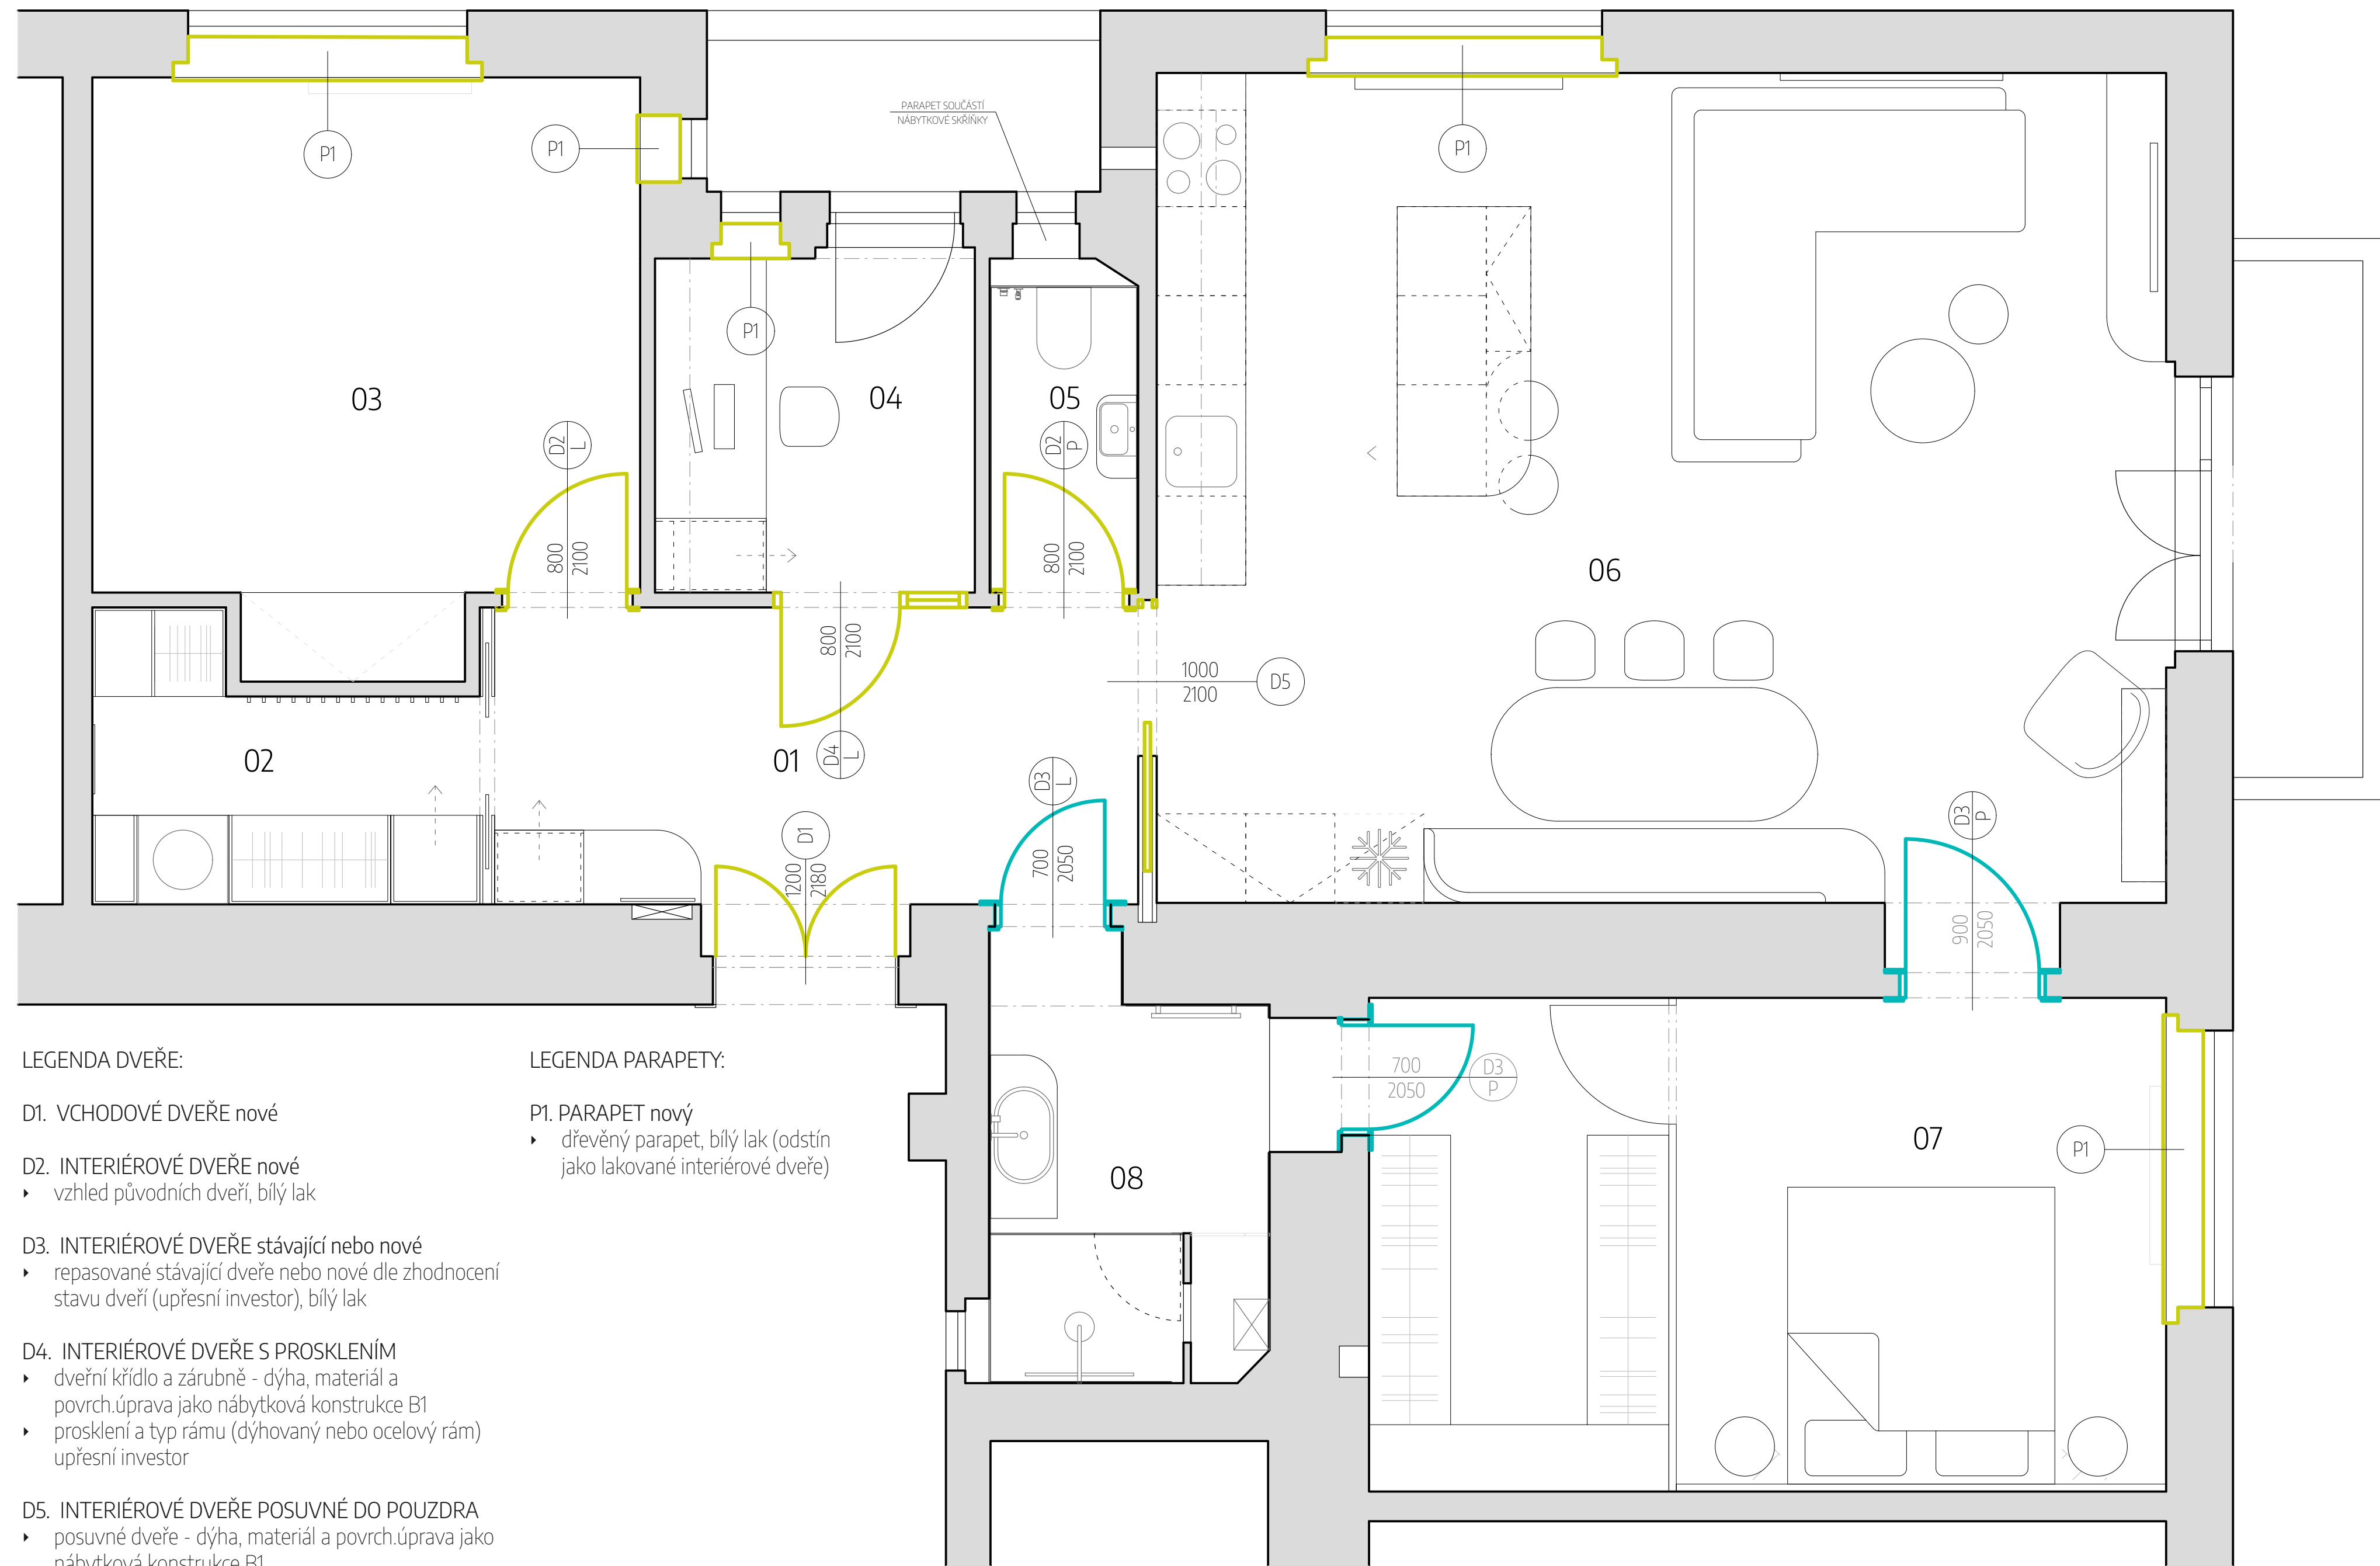 PARAPET SOUČÁSTÍ
NÁBYTKOVÉ SKŘÍŇKY
P1
P1
P1
P1
03
04
05
06
D2
L
800
2100
D2
P
800
2100
800
2100
D4
L
1000
2100
D5
02
01
D1
1200
2180
D3
L
700
2050
D3
P
900
2050
700
2050
D3
P
P1
07
08
LEGENDA DVEŘE:
D1. VCHODOVÉ DVEŘE nové
D2. INTERIÉROVÉ DVEŘE nové
‣ vzhled původních dveří, bílý lak
D3. INTERIÉROVÉ DVEŘE stávající nebo nové
‣ repasované stávající dveře nebo nové dle zhodnocení
stavu dveří (upřesní investor), bílý lak
D4. INTERIÉROVÉ DVEŘE S PROSKLENÍM
‣ dveřní křídlo a zárubně - dýha, materiál a
povrch.úprava jako nábytková konstrukce B1
‣ prosklení a typ rámu (dýhovaný nebo ocelový rám)
upřesní investor
D5. INTERIÉROVÉ DVEŘE POSUVNÉ DO POUZDRA
‣ posuvné dveře - dýha, materiál a povrch.úprava jako
nábytková konstrukce B1
LEGENDA PARAPETY:
P1. PARAPET nový
‣ dřevěný parapet, bílý lak (odstín
jako lakované interiérové dveře)